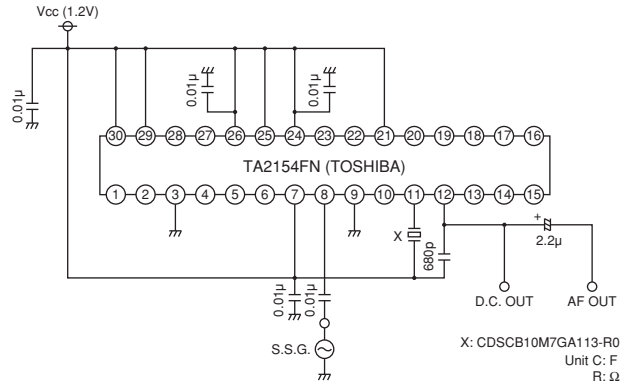 Vcc (1.2V)
0.01μ
0.01μ
0.01μ
30 29 28 27 26 25 24 23 22 21 20 19 18 17 16
TA2154FN (TOSHIBA)
1 2 3 4 5 6 7 8 9 10 11 12 13 14 15
X
680p
+
2.2μ
0.01μ
0.01μ
D.C. OUT
AF OUT
S.S.G.
X: CDSCB10M7GA113-R0
Unit C: F
R: Ω